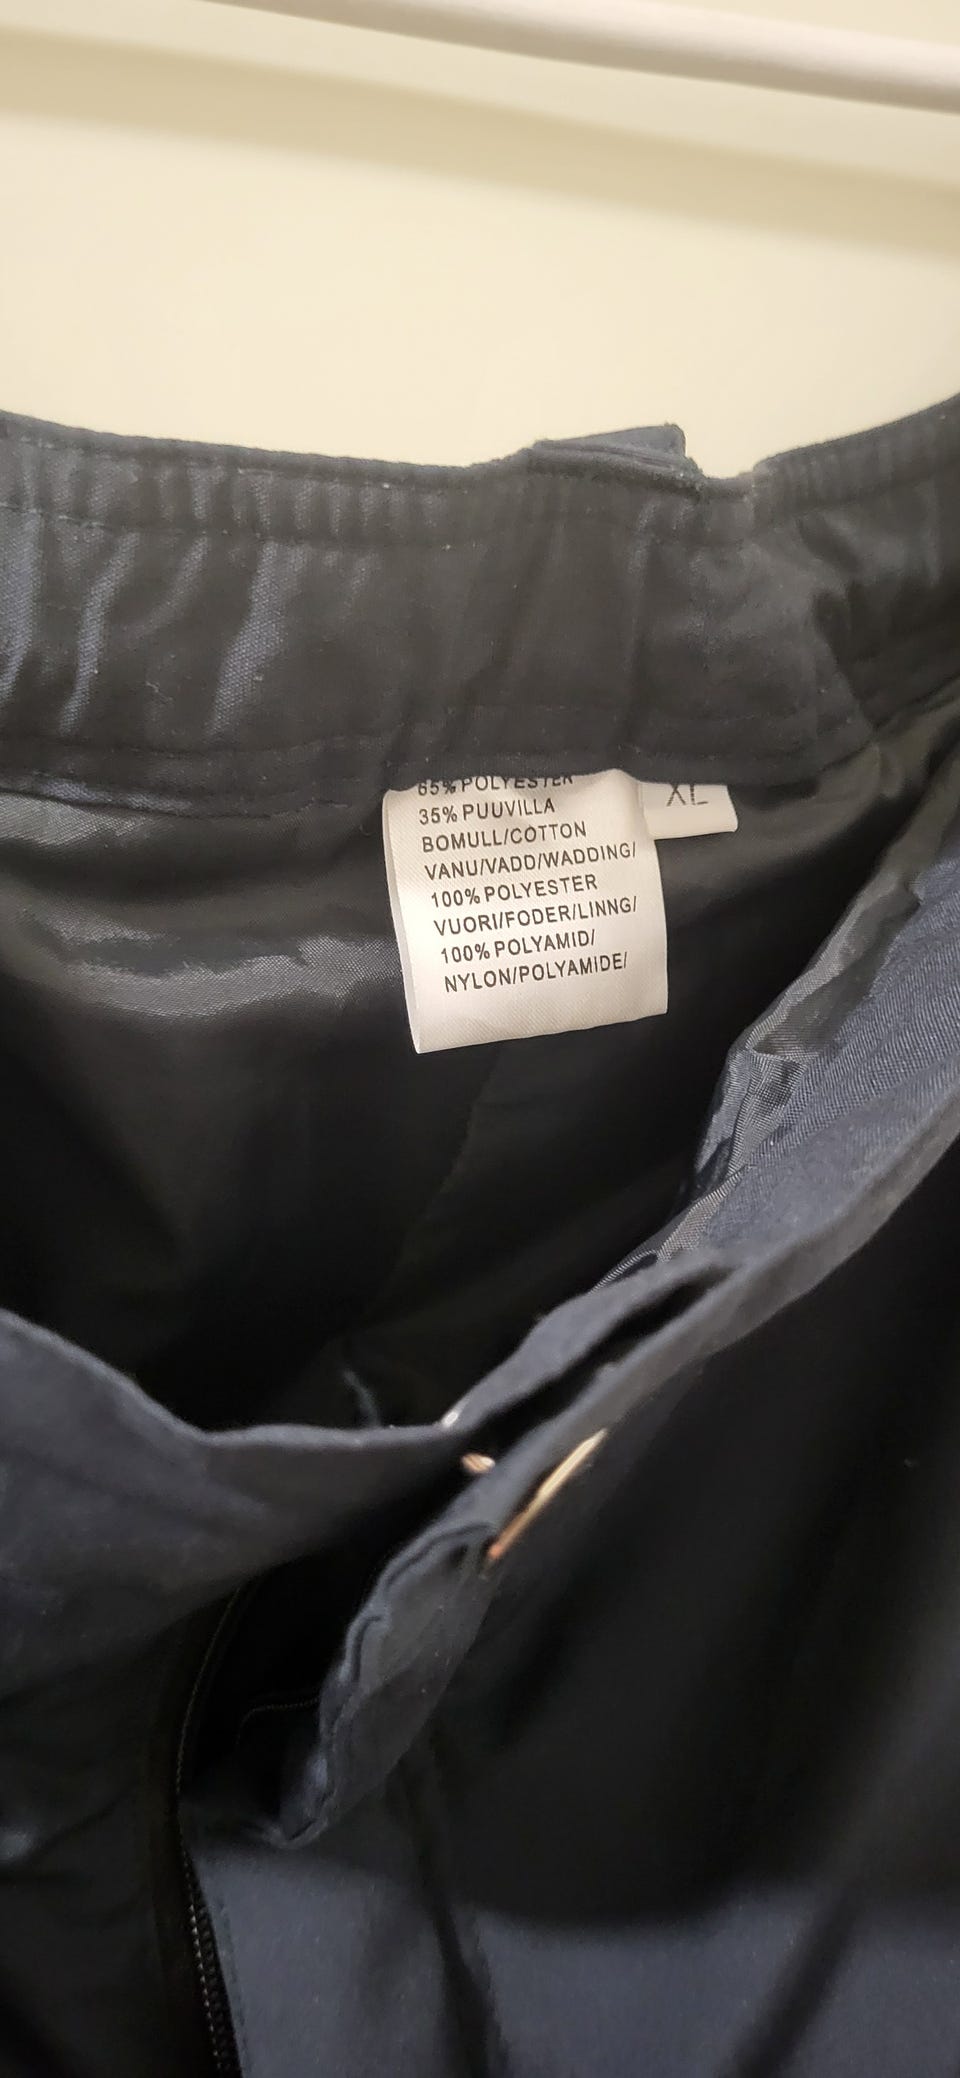 65% POLYESTER
35% PUUVILLA
BOMULL/COTTON
VANU/VADD/WADDING/
100% POLYESTER
VUORI/FODER/LINNG/
100% POLYAMID/
NYLON/POLYAMIDE/
XL